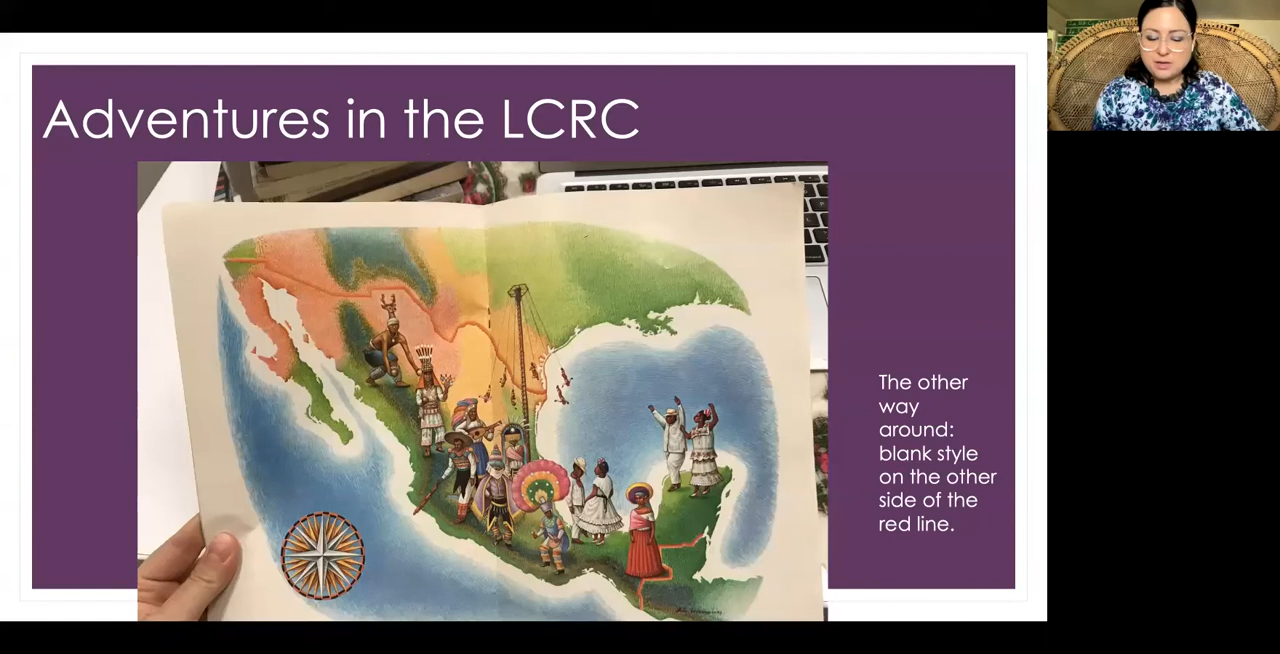 Adventures in the LCRC
The other
way
around:
blank style
on the other
side of the
red line.